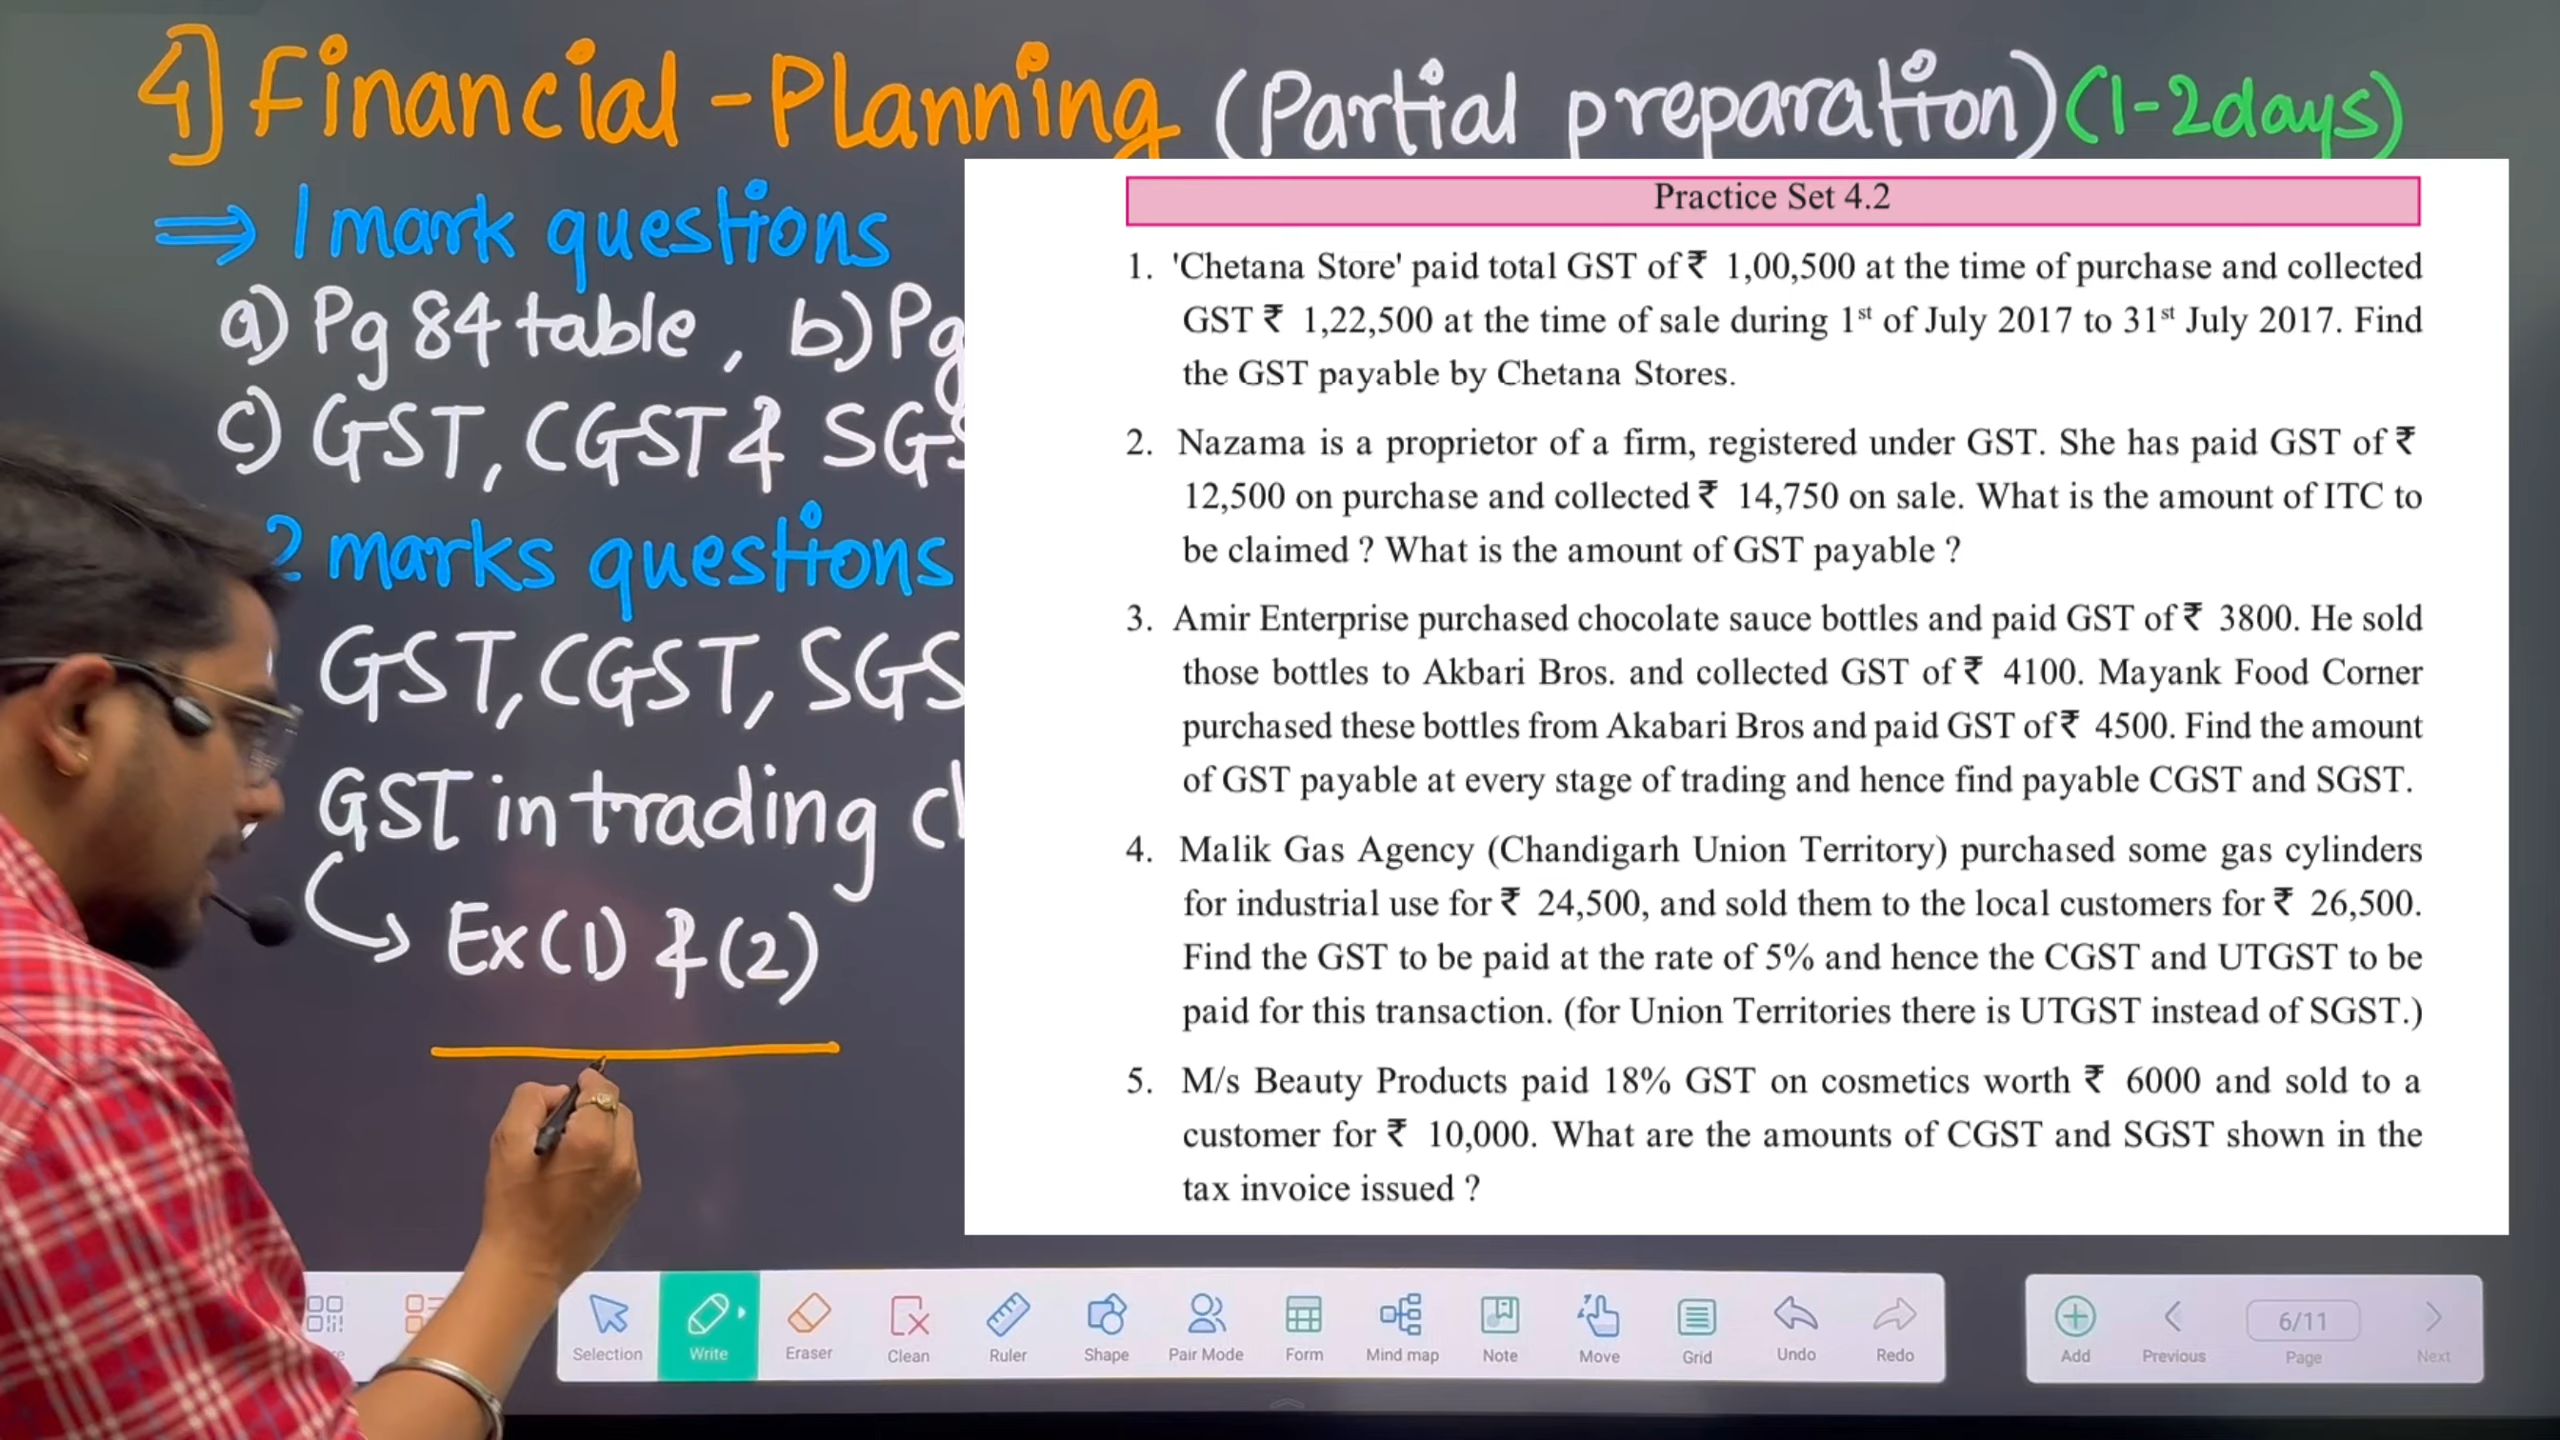 4] Financial-Planning (Partial preparation) (1-2days)
⇒ 1 mark questions
a) Pg 84 table , b) Pg
c) GST, CGST & SGS
2 marks questions
GST, CGST, SGS
GST in trading
Ex (1) & (2)
Practice Set 4.2
1. 'Chetana Store' paid total GST of ₹ 1,00,500 at the time of purchase and collected
GST ₹ 1,22,500 at the time of sale during 1st of July 2017 to 31st July 2017. Find
the GST payable by Chetana Stores.
2. Nazama is a proprietor of a firm, registered under GST. She has paid GST of ₹
12,500 on purchase and collected ₹ 14,750 on sale. What is the amount of ITC to
be claimed ? What is the amount of GST payable ?
3. Amir Enterprise purchased chocolate sauce bottles and paid GST of ₹ 3800. He sold
those bottles to Akbari Bros. and collected GST of ₹ 4100. Mayank Food Corner
purchased these bottles from Akabari Bros and paid GST of ₹ 4500. Find the amount
of GST payable at every stage of trading and hence find payable CGST and SGST.
4. Malik Gas Agency (Chandigarh Union Territory) purchased some gas cylinders
for industrial use for ₹ 24,500, and sold them to the local customers for ₹ 26,500.
Find the GST to be paid at the rate of 5% and hence the CGST and UTGST to be
paid for this transaction. (for Union Territories there is UTGST instead of SGST.)
5. M/s Beauty Products paid 18% GST on cosmetics worth ₹ 6000 and sold to a
customer for ₹ 10,000. What are the amounts of CGST and SGST shown in the
tax invoice issued ?
Selection Write Eraser Clean Ruler Shape Pair Mode Form Mind map Note Move Grid Undo Redo
6/11
Add Previous Page Next